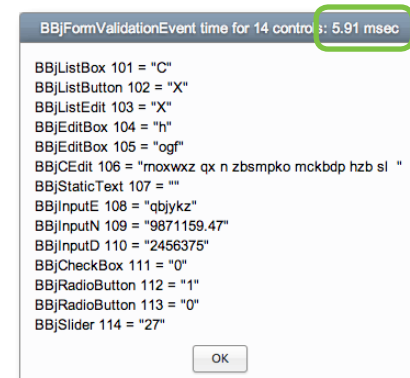 BBjFormValidationEvent time for 14 controls: 5.91 msec
BBjListBox 101 = "C"
BBjListButton 102 = "X"
BBjListEdit 103 = "X"
BBjEditBox 104 = "h"
BBjEditBox 105 = "ogf"
BBjCEdit 106 = "rnoxwxz qx n zbsmpko mckbdp hzb sl  "
BBjStaticText 107 = ""
BBjInputE 108 = "qbjykz"
BBjInputN 109 = "9871159.47"
BBjInputD 110 = "2456375"
BBjCheckBox 111 = "0"
BBjRadioButton 112 = "1"
BBjRadioButton 113 = "0"
BBjSlider 114 = "27"
OK